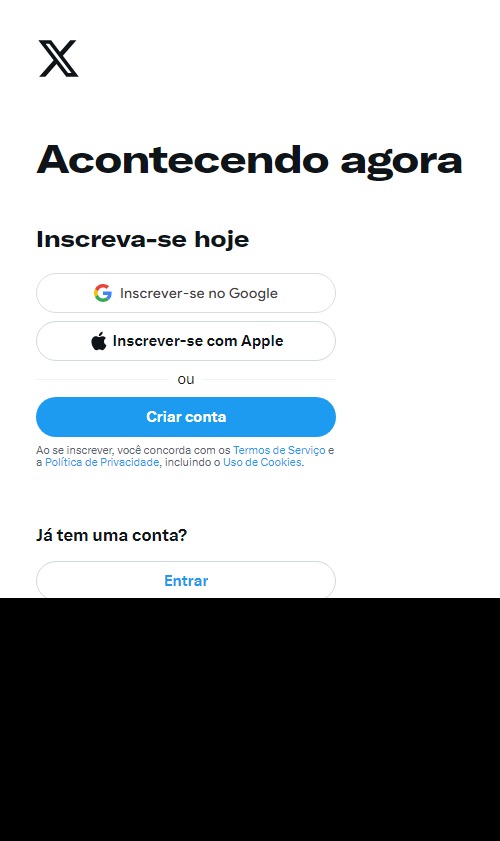 Acontecendo agora
Inscreva-se hoje
Inscrever-se no Google
Inscrever-se com Apple
ou
Criar conta
Ao se inscrever, você concorda com os Termos de Serviço e
a Política de Privacidade, incluindo o Uso de Cookies.
Já tem uma conta?
Entrar